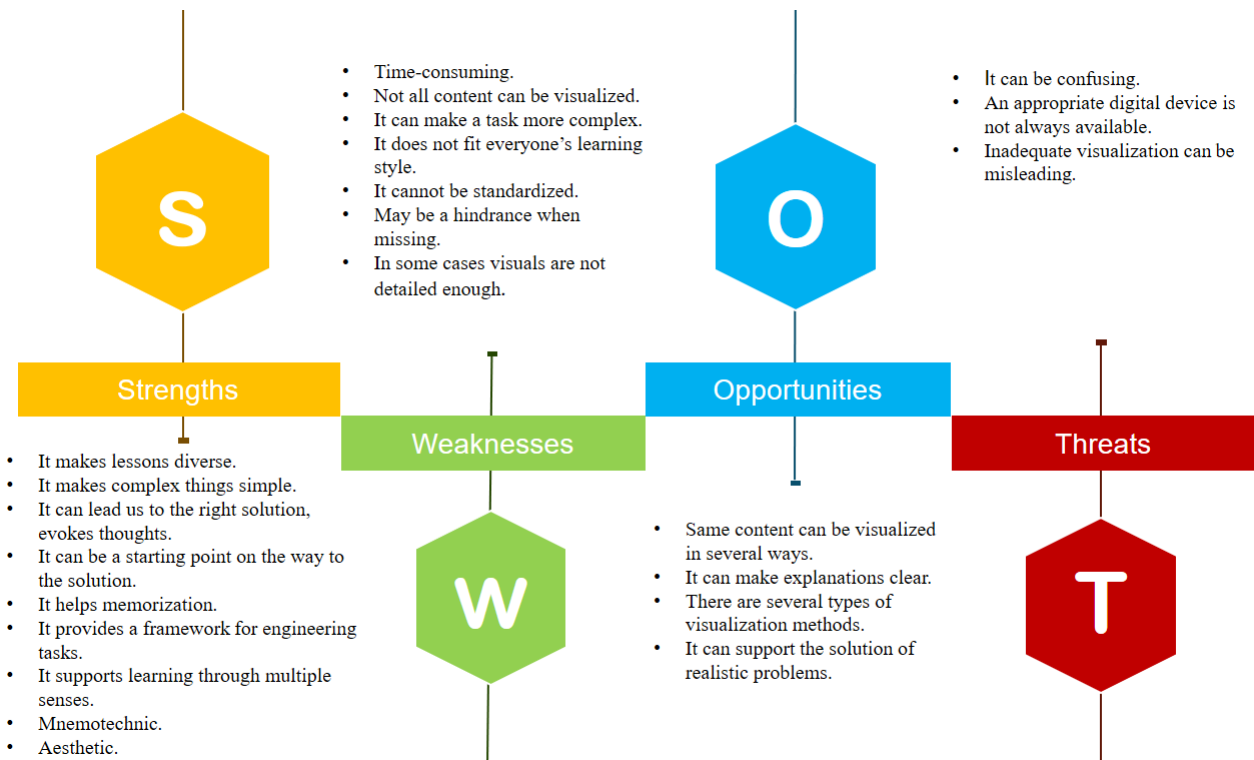 S
Strengths
• It makes lessons diverse.
• It makes complex things simple.
• It can lead us to the right solution,
evokes thoughts.
• It can be a starting point on the way to
the solution.
• It helps memorization.
• It provides a framework for engineering
tasks.
• It supports learning through multiple
senses.
• Mnemotechnic.
• Aesthetic.
• Time-consuming.
• Not all content can be visualized.
• It can make a task more complex.
• It does not fit everyone’s learning
style.
• It cannot be standardized.
• May be a hindrance when
missing.
• In some cases visuals are not
detailed enough.
Weaknesses
W
O
Opportunities
• Same content can be visualized
in several ways.
• It can make explanations clear.
• There are several types of
visualization methods.
• It can support the solution of
realistic problems.
• It can be confusing.
• An appropriate digital device is
not always available.
• Inadequate visualization can be
misleading.
Threats
T